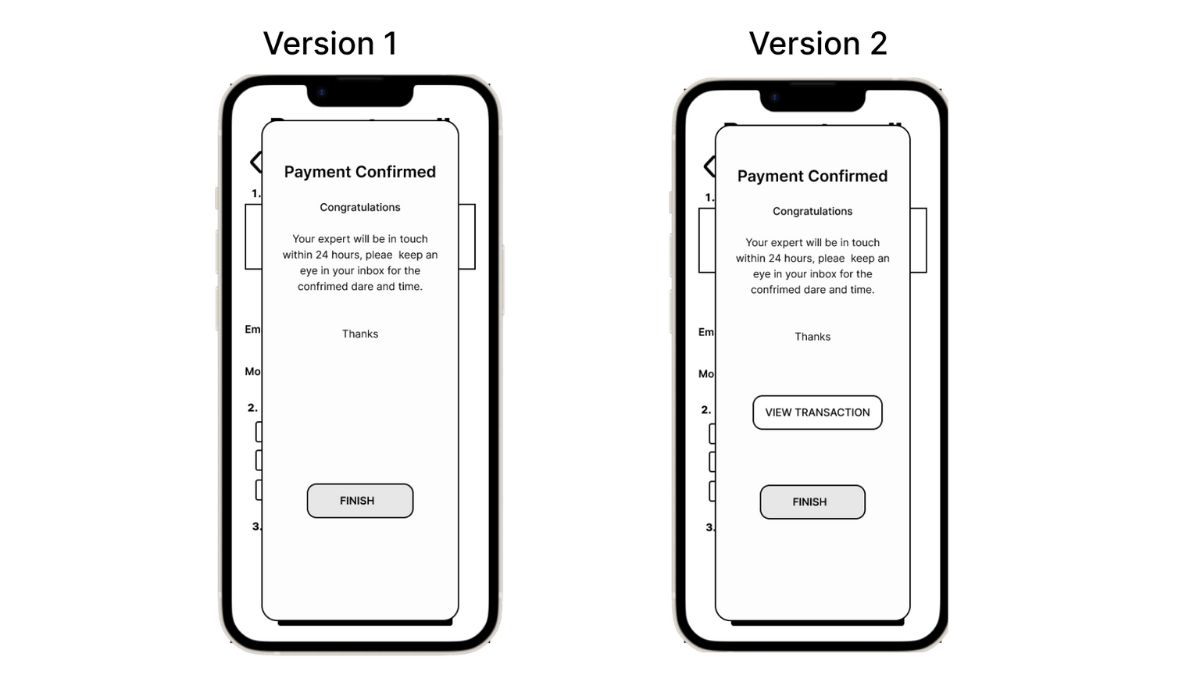 Version 1
Payment Confirmed
1.
Congratulations
Your expert will be in touch
within 24 hours, pleae keep an
eye in your inbox for the
confrimed dare and time.
Em
Thanks
Mo
2.
FINISH
3.
Version 2
Payment Confirmed
1.
Congratulations
Your expert will be in touch
within 24 hours, pleae keep an
eye in your inbox for the
confrimed dare and time.
Em
Thanks
Mo
2.
VIEW TRANSACTION
FINISH
3.